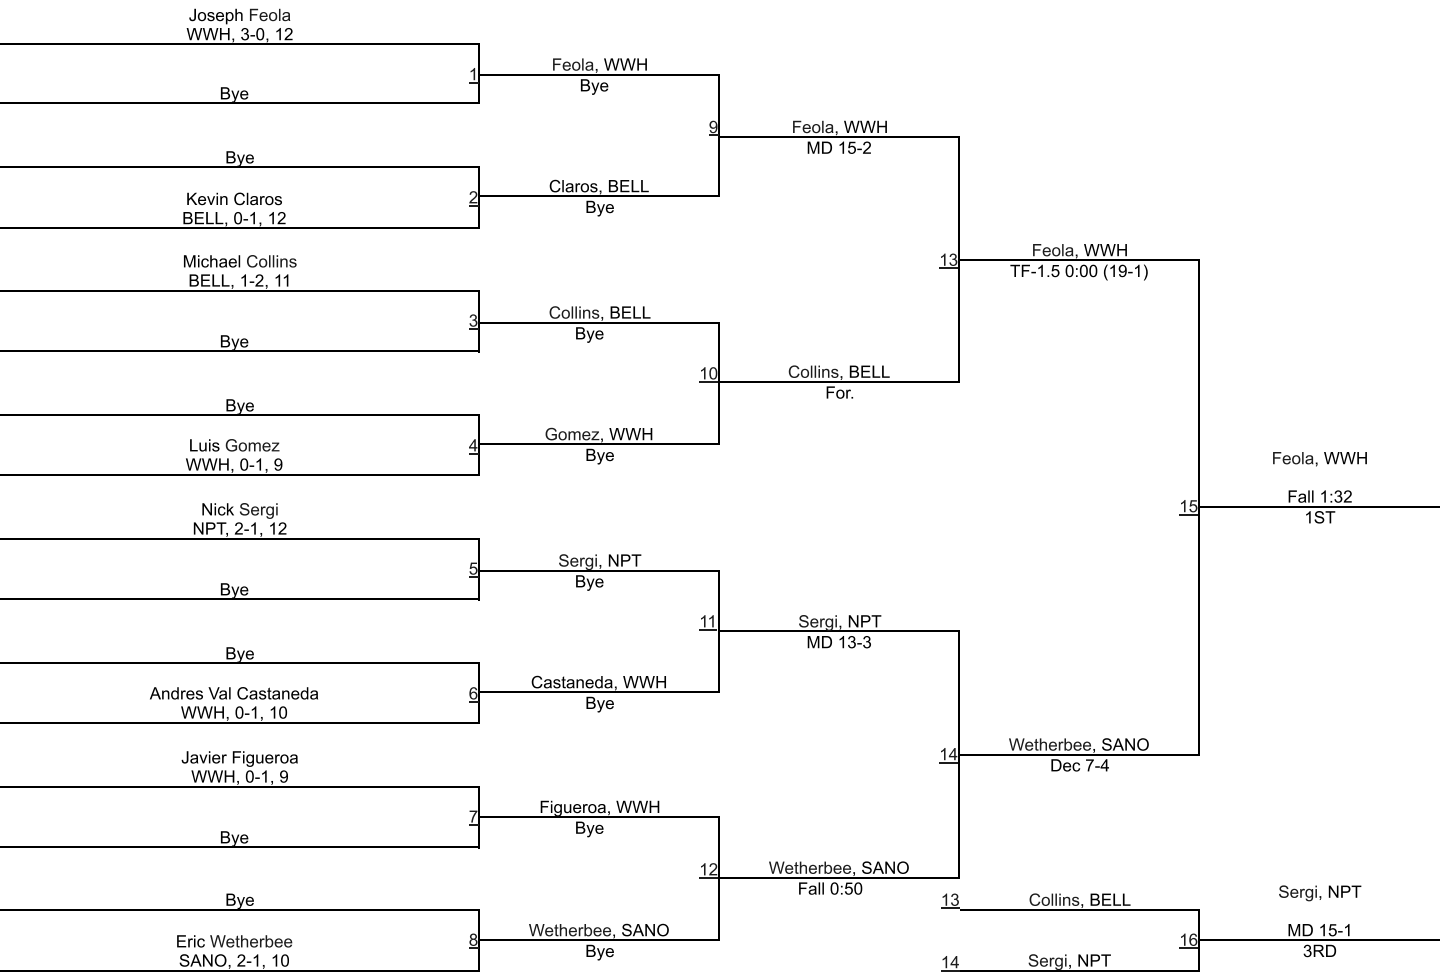 Joseph Feola
WWH, 3-0, 12
1
Bye
Bye
2
Kevin Claros
BELL, 0-1, 12
Michael Collins
BELL, 1-2, 11
3
Bye
Bye
4
Luis Gomez
WWH, 0-1, 9
Nick Sergi
NPT, 2-1, 12
5
Bye
Bye
6
Andres Val Castaneda
WWH, 0-1, 10
Javier Figueroa
WWH, 0-1, 9
7
Bye
Bye
8
Eric Wetherbee
SANO, 2-1, 10
Feola, WWH
Bye
9
Claros, BELL
Bye
Collins, BELL
Bye
10
Gomez, WWH
Bye
Sergi, NPT
Bye
11
Castaneda, WWH
Bye
Figueroa, WWH
Bye
12
Wetherbee, SANO
Bye
Feola, WWH
MD 15-2
13
Collins, BELL
For.
Sergi, NPT
MD 13-3
14
Wetherbee, SANO
Fall 0:50
Feola, WWH
TF-1.5 0:00 (19-1)
15
Wetherbee, SANO
Dec 7-4
Feola, WWH
Fall 1:32
1ST
13
Collins, BELL
16
14
Sergi, NPT
Sergi, NPT
MD 15-1
3RD